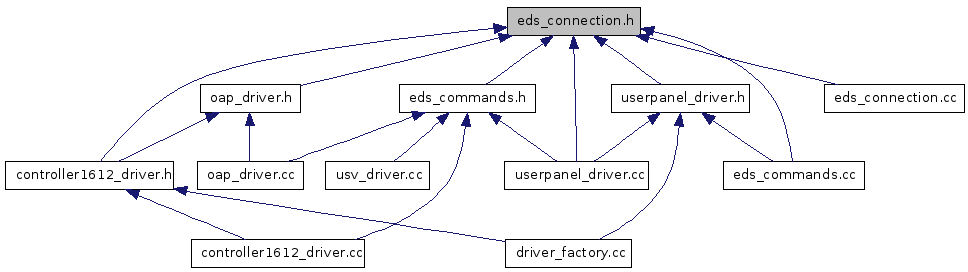 eds_connection.h
oap_driver.h
eds_commands.h
userpanel_driver.h
eds_connection.cc
controller1612_driver.h
oap_driver.cc
usv_driver.cc
userpanel_driver.cc
eds_commands.cc
controller1612_driver.cc
driver_factory.cc